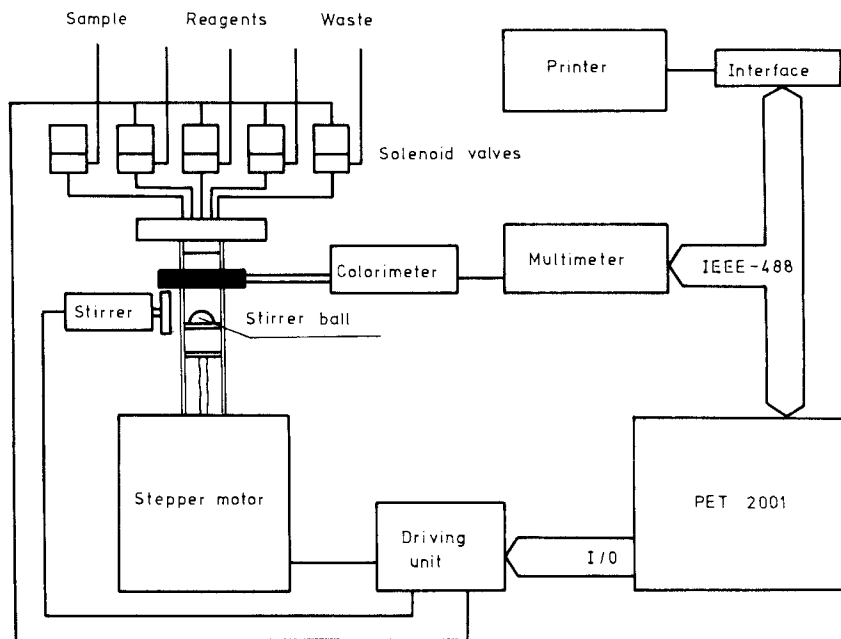 Sample
Reagents
Waste
Printer
Interface
Solenoid valves
Colorimeter
Multimeter
IEEE-488
Stirrer
Stirrer ball
Stepper motor
Driving
unit
I/O
PET 2001